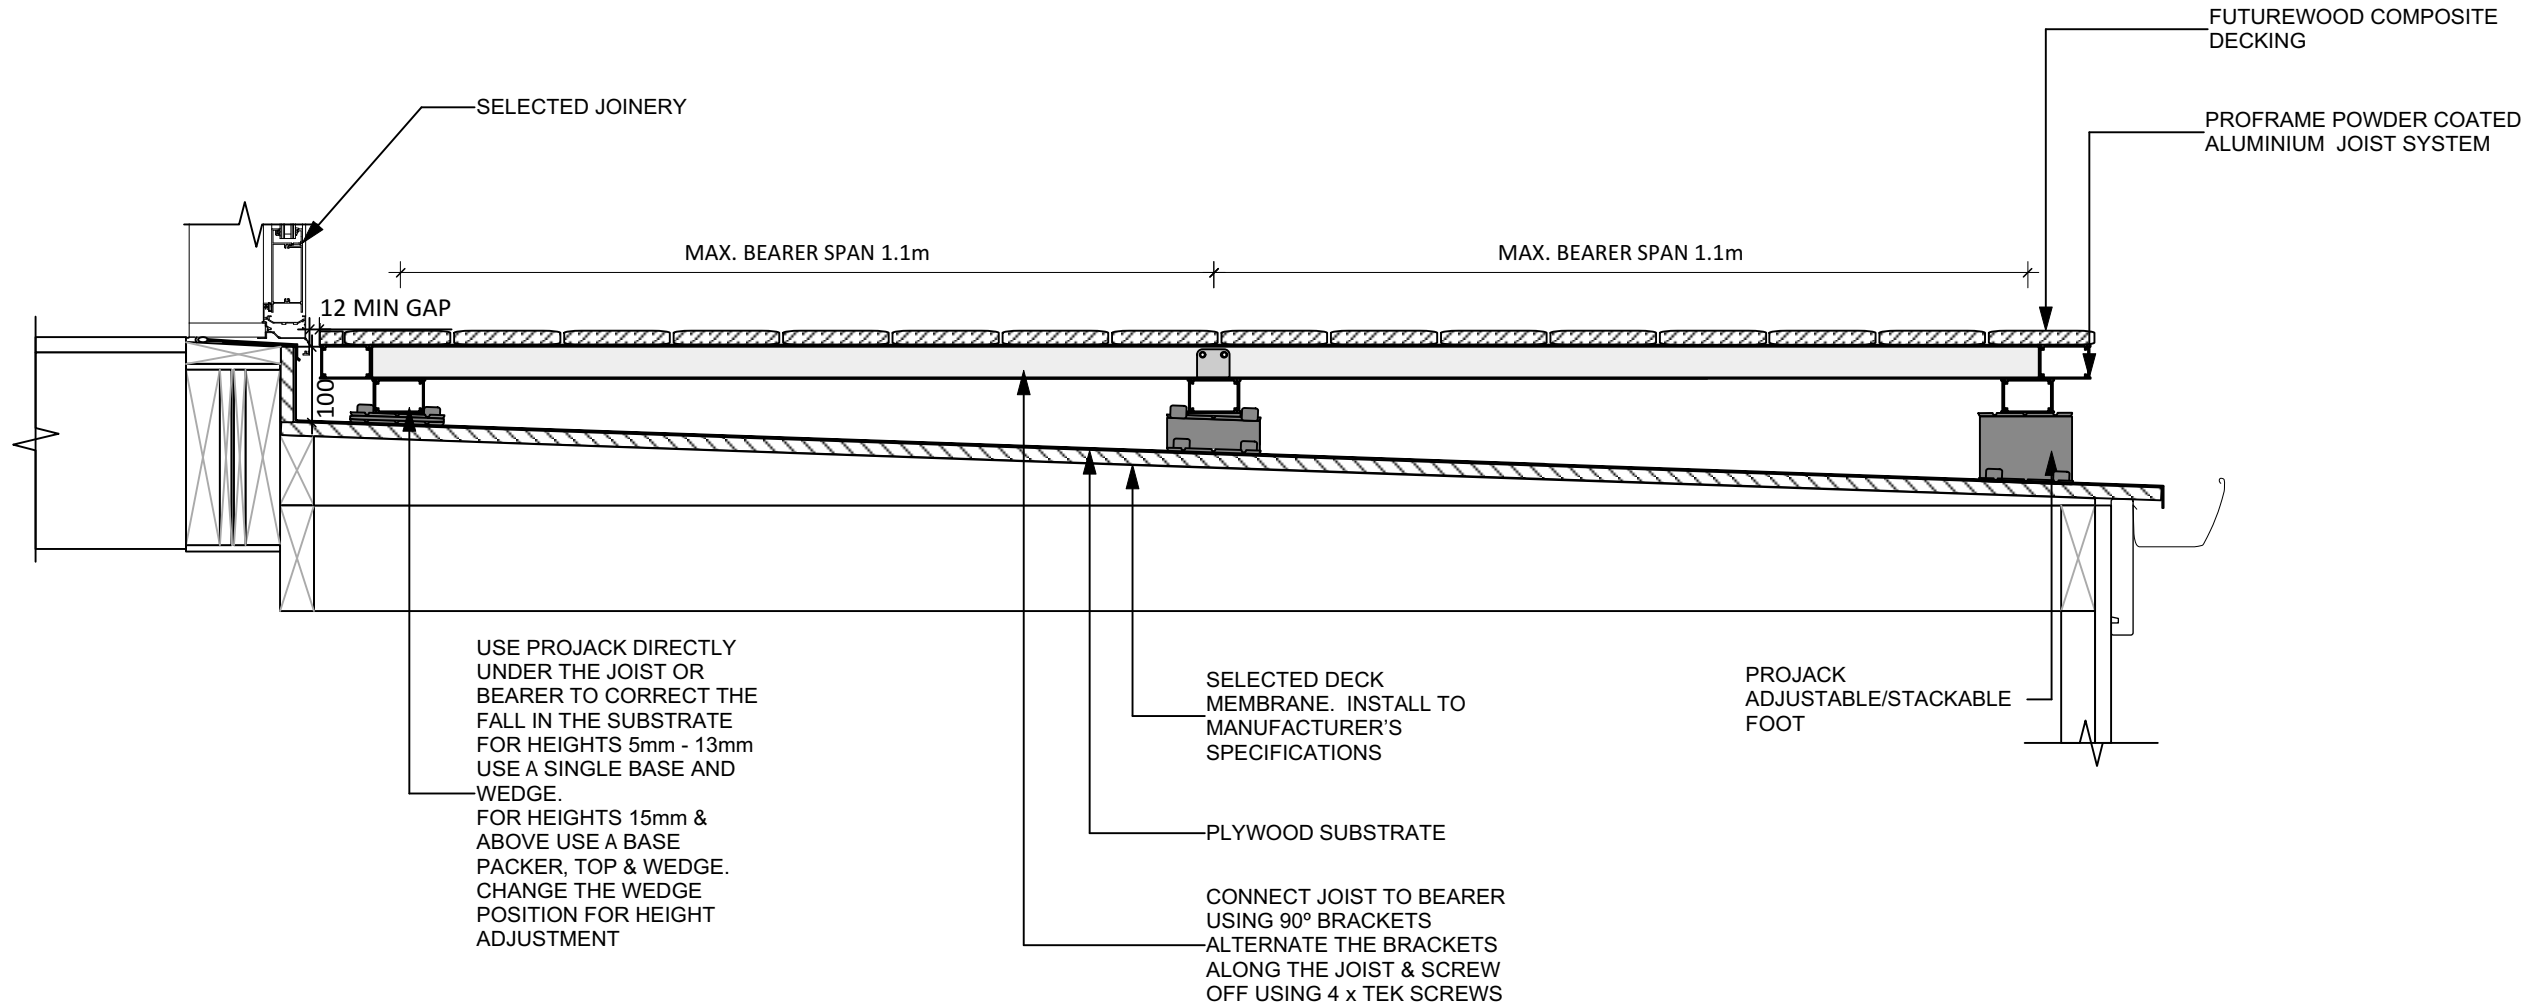 FUTUREWOOD COMPOSITE
DECKING
SELECTED JOINERY
PROFRAME POWDER COATED
ALUMINIUM  JOIST SYSTEM
MAX. BEARER SPAN 1.1m
MAX. BEARER SPAN 1.1m
12 MIN GAP
100
USE PROJACK DIRECTLY
UNDER THE JOIST OR
BEARER TO CORRECT THE
FALL IN THE SUBSTRATE
FOR HEIGHTS 5mm - 13mm
USE A SINGLE BASE AND
WEDGE.
FOR HEIGHTS 15mm &
ABOVE USE A BASE
PACKER, TOP & WEDGE.
CHANGE THE WEDGE
POSITION FOR HEIGHT
ADJUSTMENT
SELECTED DECK
MEMBRANE.  INSTALL TO
MANUFACTURER'S
SPECIFICATIONS
PLYWOOD SUBSTRATE
CONNECT JOIST TO BEARER
USING 90º BRACKETS
ALTERNATE THE BRACKETS
ALONG THE JOIST & SCREW
OFF USING 4 x TEK SCREWS
PROJACK
ADJUSTABLE/STACKABLE
FOOT